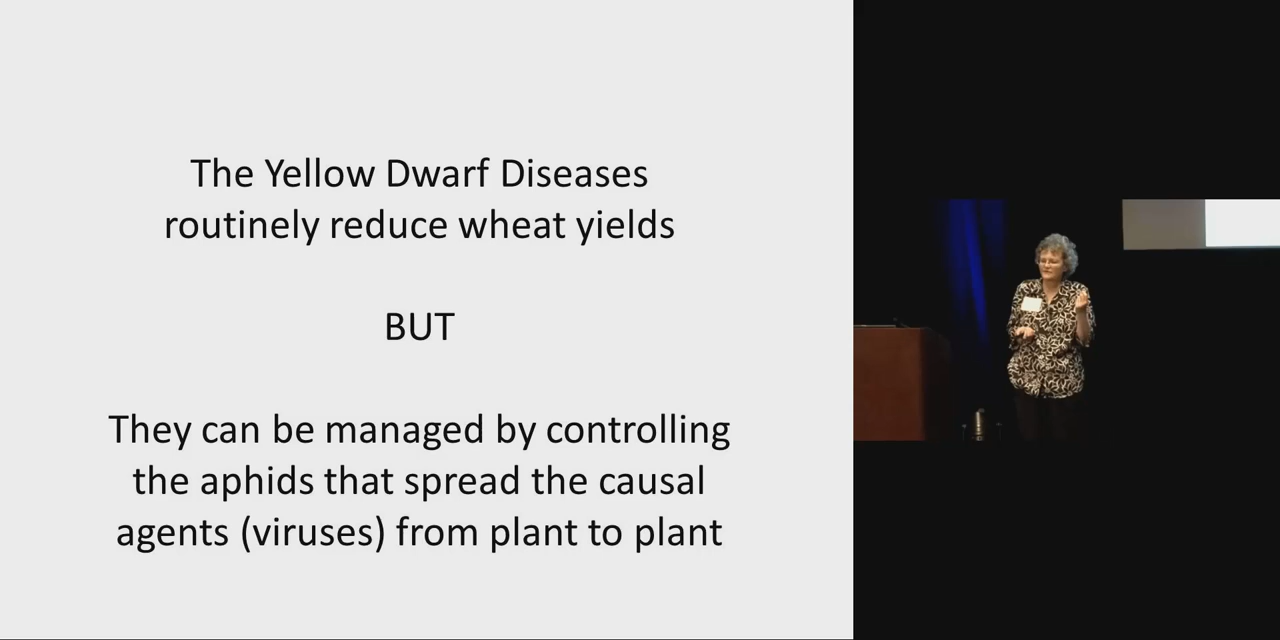 The Yellow Dwarf Diseases
routinely reduce wheat yields
BUT
They can be managed by controlling
the aphids that spread the causal
agents (viruses) from plant to plant